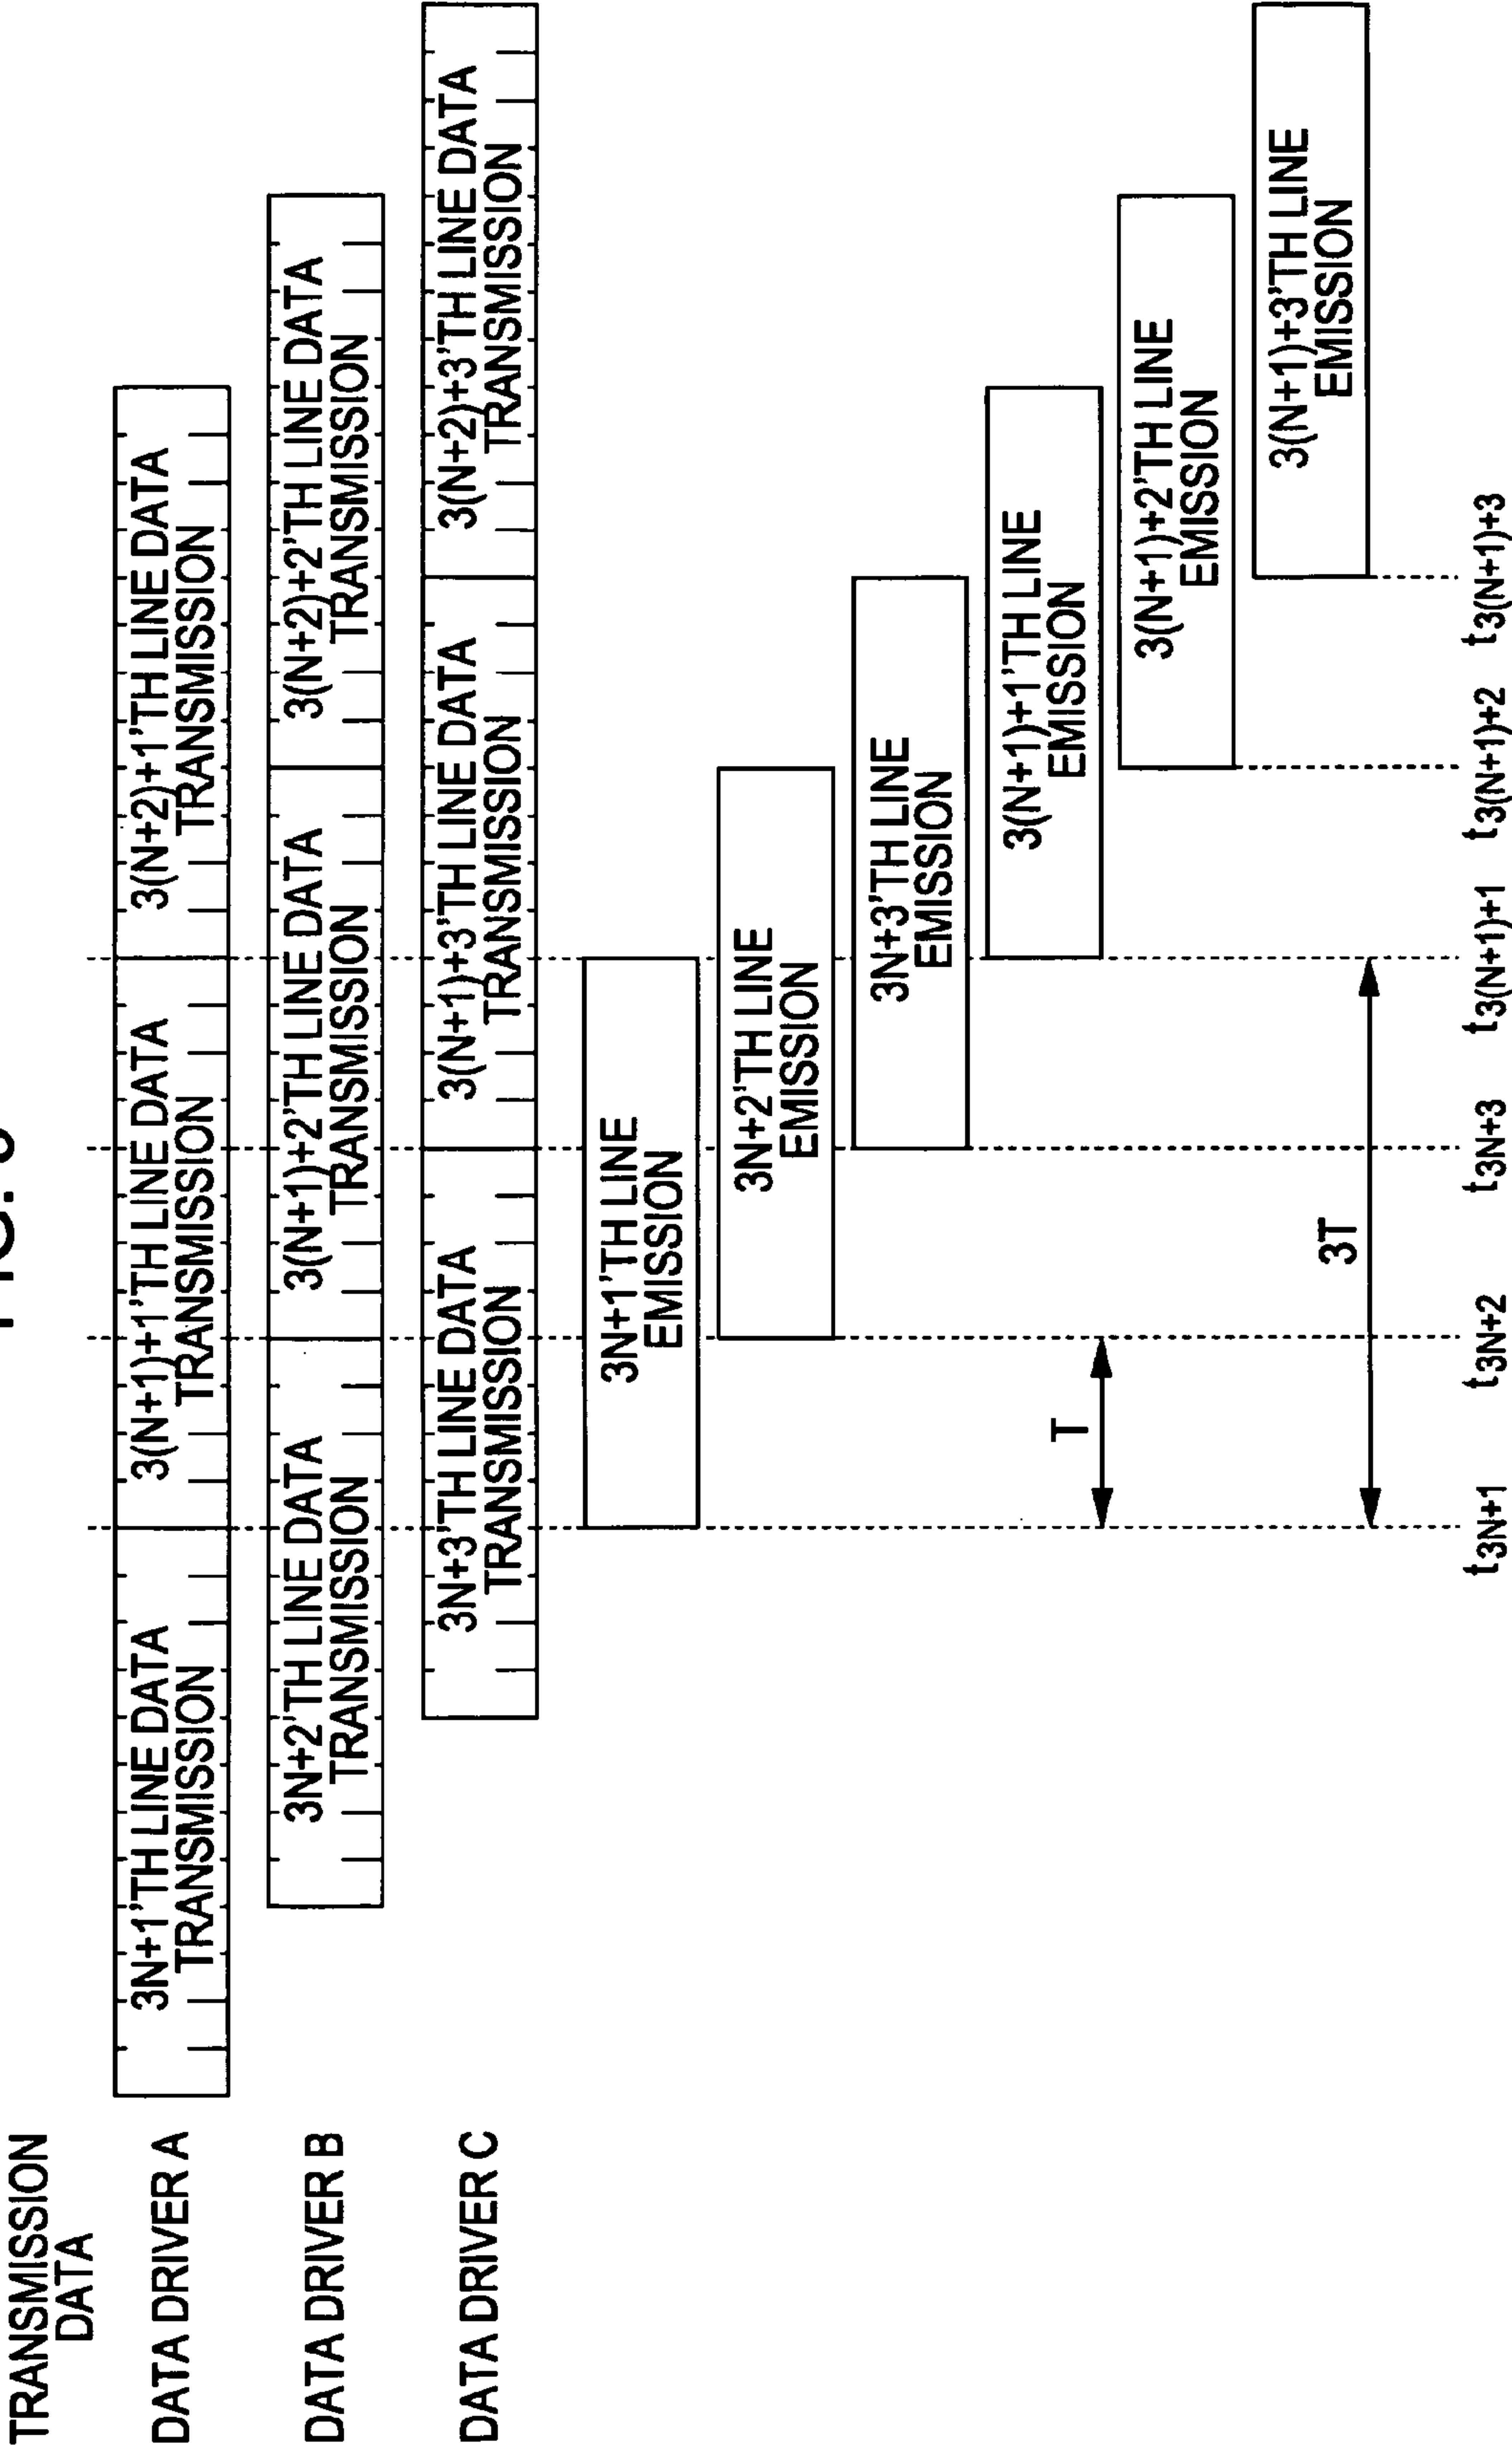 TRANSMISSION
DATA
DATA DRIVER A
3N+1'TH LINE DATA
TRANSMISSION
3(N+1)+1'TH LINE DATA
TRANSMISSION
3(N+2)+1'TH LINE DATA
TRANSMISSION
DATA DRIVER B
3N+2'TH LINE DATA
TRANSMISSION
3(N+1)+2'TH LINE DATA
TRANSMISSION
3(N+2)+2'TH LINE DATA
TRANSMISSION
DATA DRIVER C
3N+3'TH LINE DATA
TRANSMISSION
3(N+1)+3'TH LINE DATA
TRANSMISSION
3(N+2)+3'TH LINE DATA
TRANSMISSION
3N+1'TH LINE
EMISSION
3N+2'TH LINE
EMISSION
3N+3'TH LINE
EMISSION
3(N+1)+1'TH LINE
EMISSION
3(N+1)+2'TH LINE
EMISSION
3(N+1)+3'TH LINE
EMISSION
T
3T
t3N+1
t3N+2
t3N+3
t3(N+1)+1
t3(N+1)+2
t3(N+1)+3